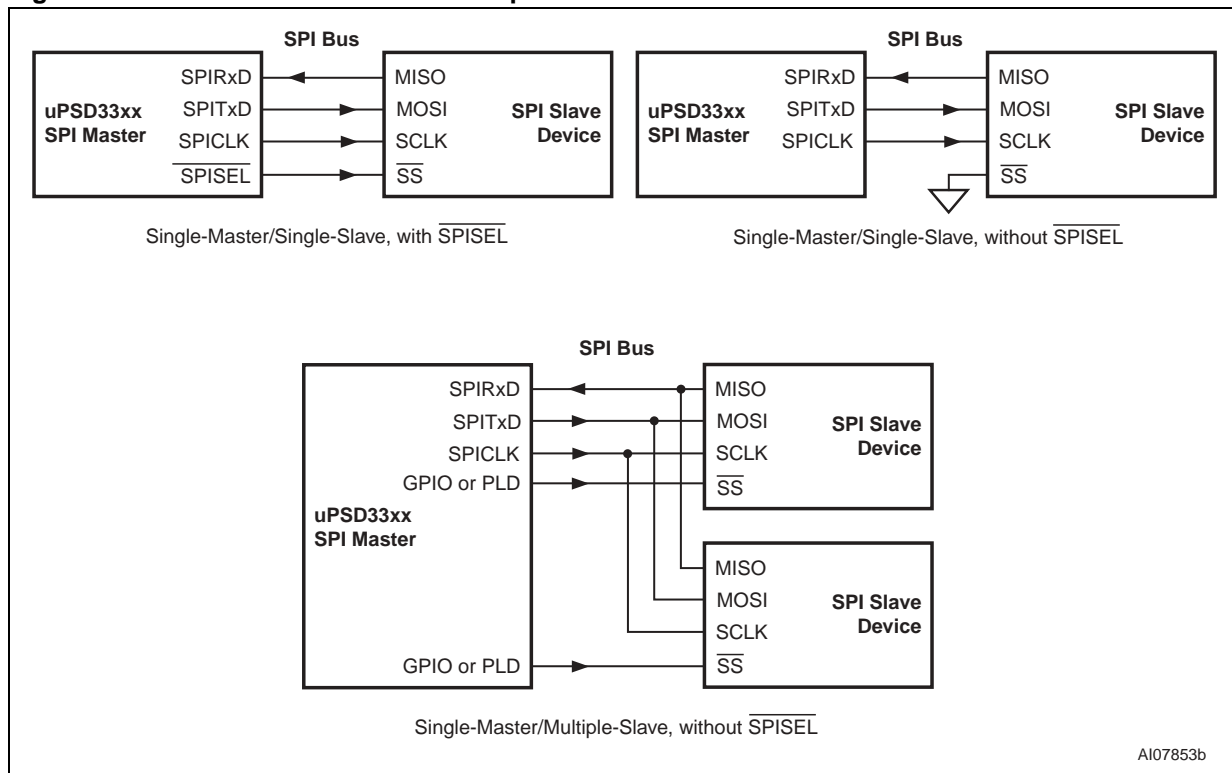 SPI Bus
SPIRxD
SPITxD
SPICLK
SPISEL
uPSD33xx
SPI Master
MISO
MOSI
SCLK
SS
SPI Slave
Device
Single-Master/Single-Slave, with SPISEL
SPI Bus
SPIRxD
SPITxD
SPICLK
uPSD33xx
SPI Master
MISO
MOSI
SCLK
SS
SPI Slave
Device
Single-Master/Single-Slave, without SPISEL
SPI Bus
SPIRxD
SPITxD
SPICLK
GPIO or PLD
uPSD33xx
SPI Master
GPIO or PLD
MISO
MOSI
SCLK
SS
SPI Slave
Device
MISO
MOSI
SCLK
SS
SPI Slave
Device
Single-Master/Multiple-Slave, without SPISEL
AI07853b